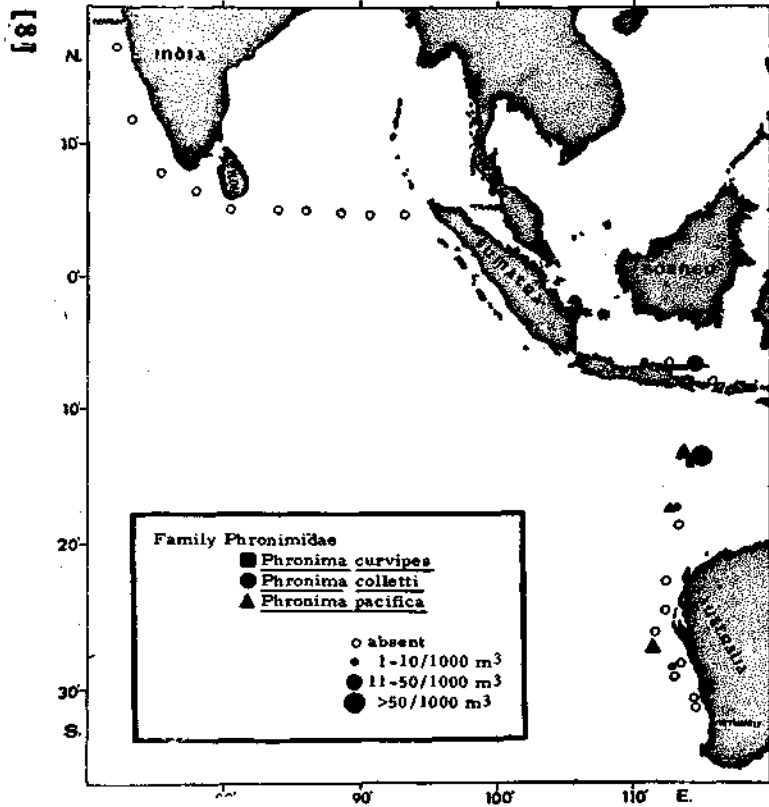 [8]
N.
India
10°
0°
Sumatra
Borneo
10°
20°
Australia
30°
S.
Family Phronimidae
Phronima curvipes
Phronima colletti
Phronima pacifica
absent
1-10/1000 m³
11-50/1000 m³
>50/1000 m³
90°
100°
110°
E.